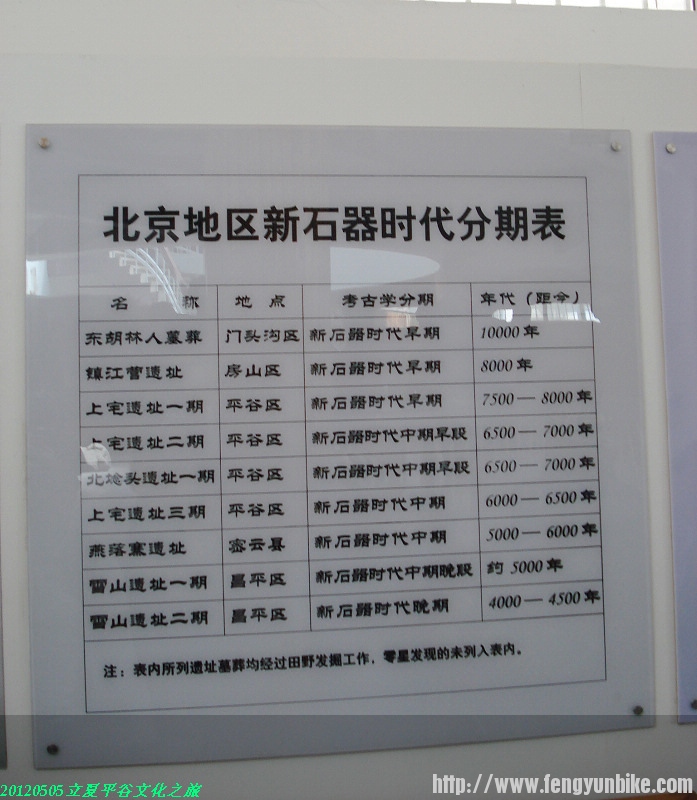 北京地区新石器时代分期表
名 称 地 点 考古学分期 年代（距今）
东胡林人墓葬 门头沟区 新石器时代早期 10000年
镇江营遗址 房山区 新石器时代早期 8000年
上宅遗址一期 平谷区 新石器时代早期 7500—8000年
上宅遗址二期 平谷区 新石器时代中期早段 6500—7000年
北埝头遗址一期 平谷区 新石器时代中期早段 6500—7000年
上宅遗址三期 平谷区 新石器时代中期 6000—6500年
燕落寨遗址 密云县 新石器时代中期 5000—6000年
雪山遗址一期 昌平区 新石器时代中期晚段 约5000年
雪山遗址二期 昌平区 新石器时代晚期 4000—4500年
注：表内所列遗址墓葬均经过田野发掘工作，零星发现的未列入表内。
20120505立夏平谷文化之旅
http://www.fengyunbike.com